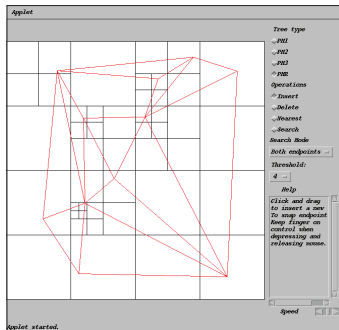 Applet
Tree type
PM1
PM2
PM3
PMR
Operations
Insert
Delete
Nearest
Search
Search Mode
Both endpoints
Threshold:
4
Help
Click and drag
to insert a new
To snap endpoint
Keep finger on
control when
depressing and
releasing mouse.
Speed
Applet started.